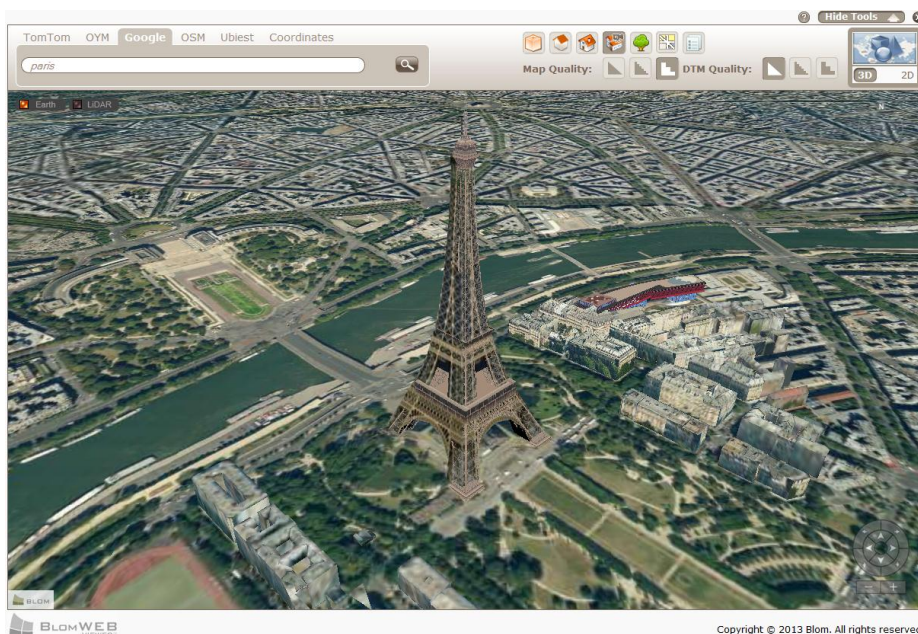 Hide Tools
TomTom OYM Google OSM Ubiest Coordinates
paris
Map Quality: DTM Quality:
3D 2D
Earth LiDAR
BLOM
BLOMWEB
Copyright © 2013 Blom. All rights reserved